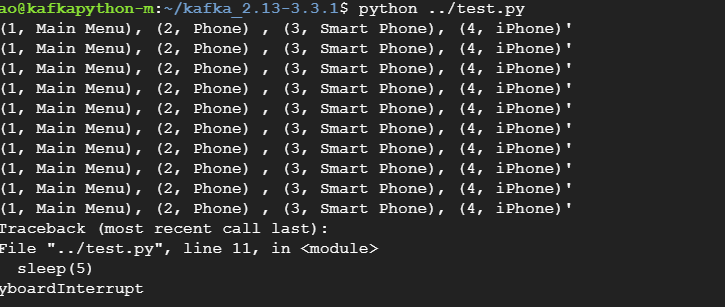 ao@kafkapython-m:~/kafka_2.13-3.3.1$ python ../test.py
(1, Main Menu), (2, Phone) , (3, Smart Phone), (4, iPhone)'
(1, Main Menu), (2, Phone) , (3, Smart Phone), (4, iPhone)'
(1, Main Menu), (2, Phone) , (3, Smart Phone), (4, iPhone)'
(1, Main Menu), (2, Phone) , (3, Smart Phone), (4, iPhone)'
(1, Main Menu), (2, Phone) , (3, Smart Phone), (4, iPhone)'
(1, Main Menu), (2, Phone) , (3, Smart Phone), (4, iPhone)'
(1, Main Menu), (2, Phone) , (3, Smart Phone), (4, iPhone)'
(1, Main Menu), (2, Phone) , (3, Smart Phone), (4, iPhone)'
(1, Main Menu), (2, Phone) , (3, Smart Phone), (4, iPhone)'
(1, Main Menu), (2, Phone) , (3, Smart Phone), (4, iPhone)'
Traceback (most recent call last):
File "../test.py", line 11, in <module>
sleep(5)
yboardInterrupt